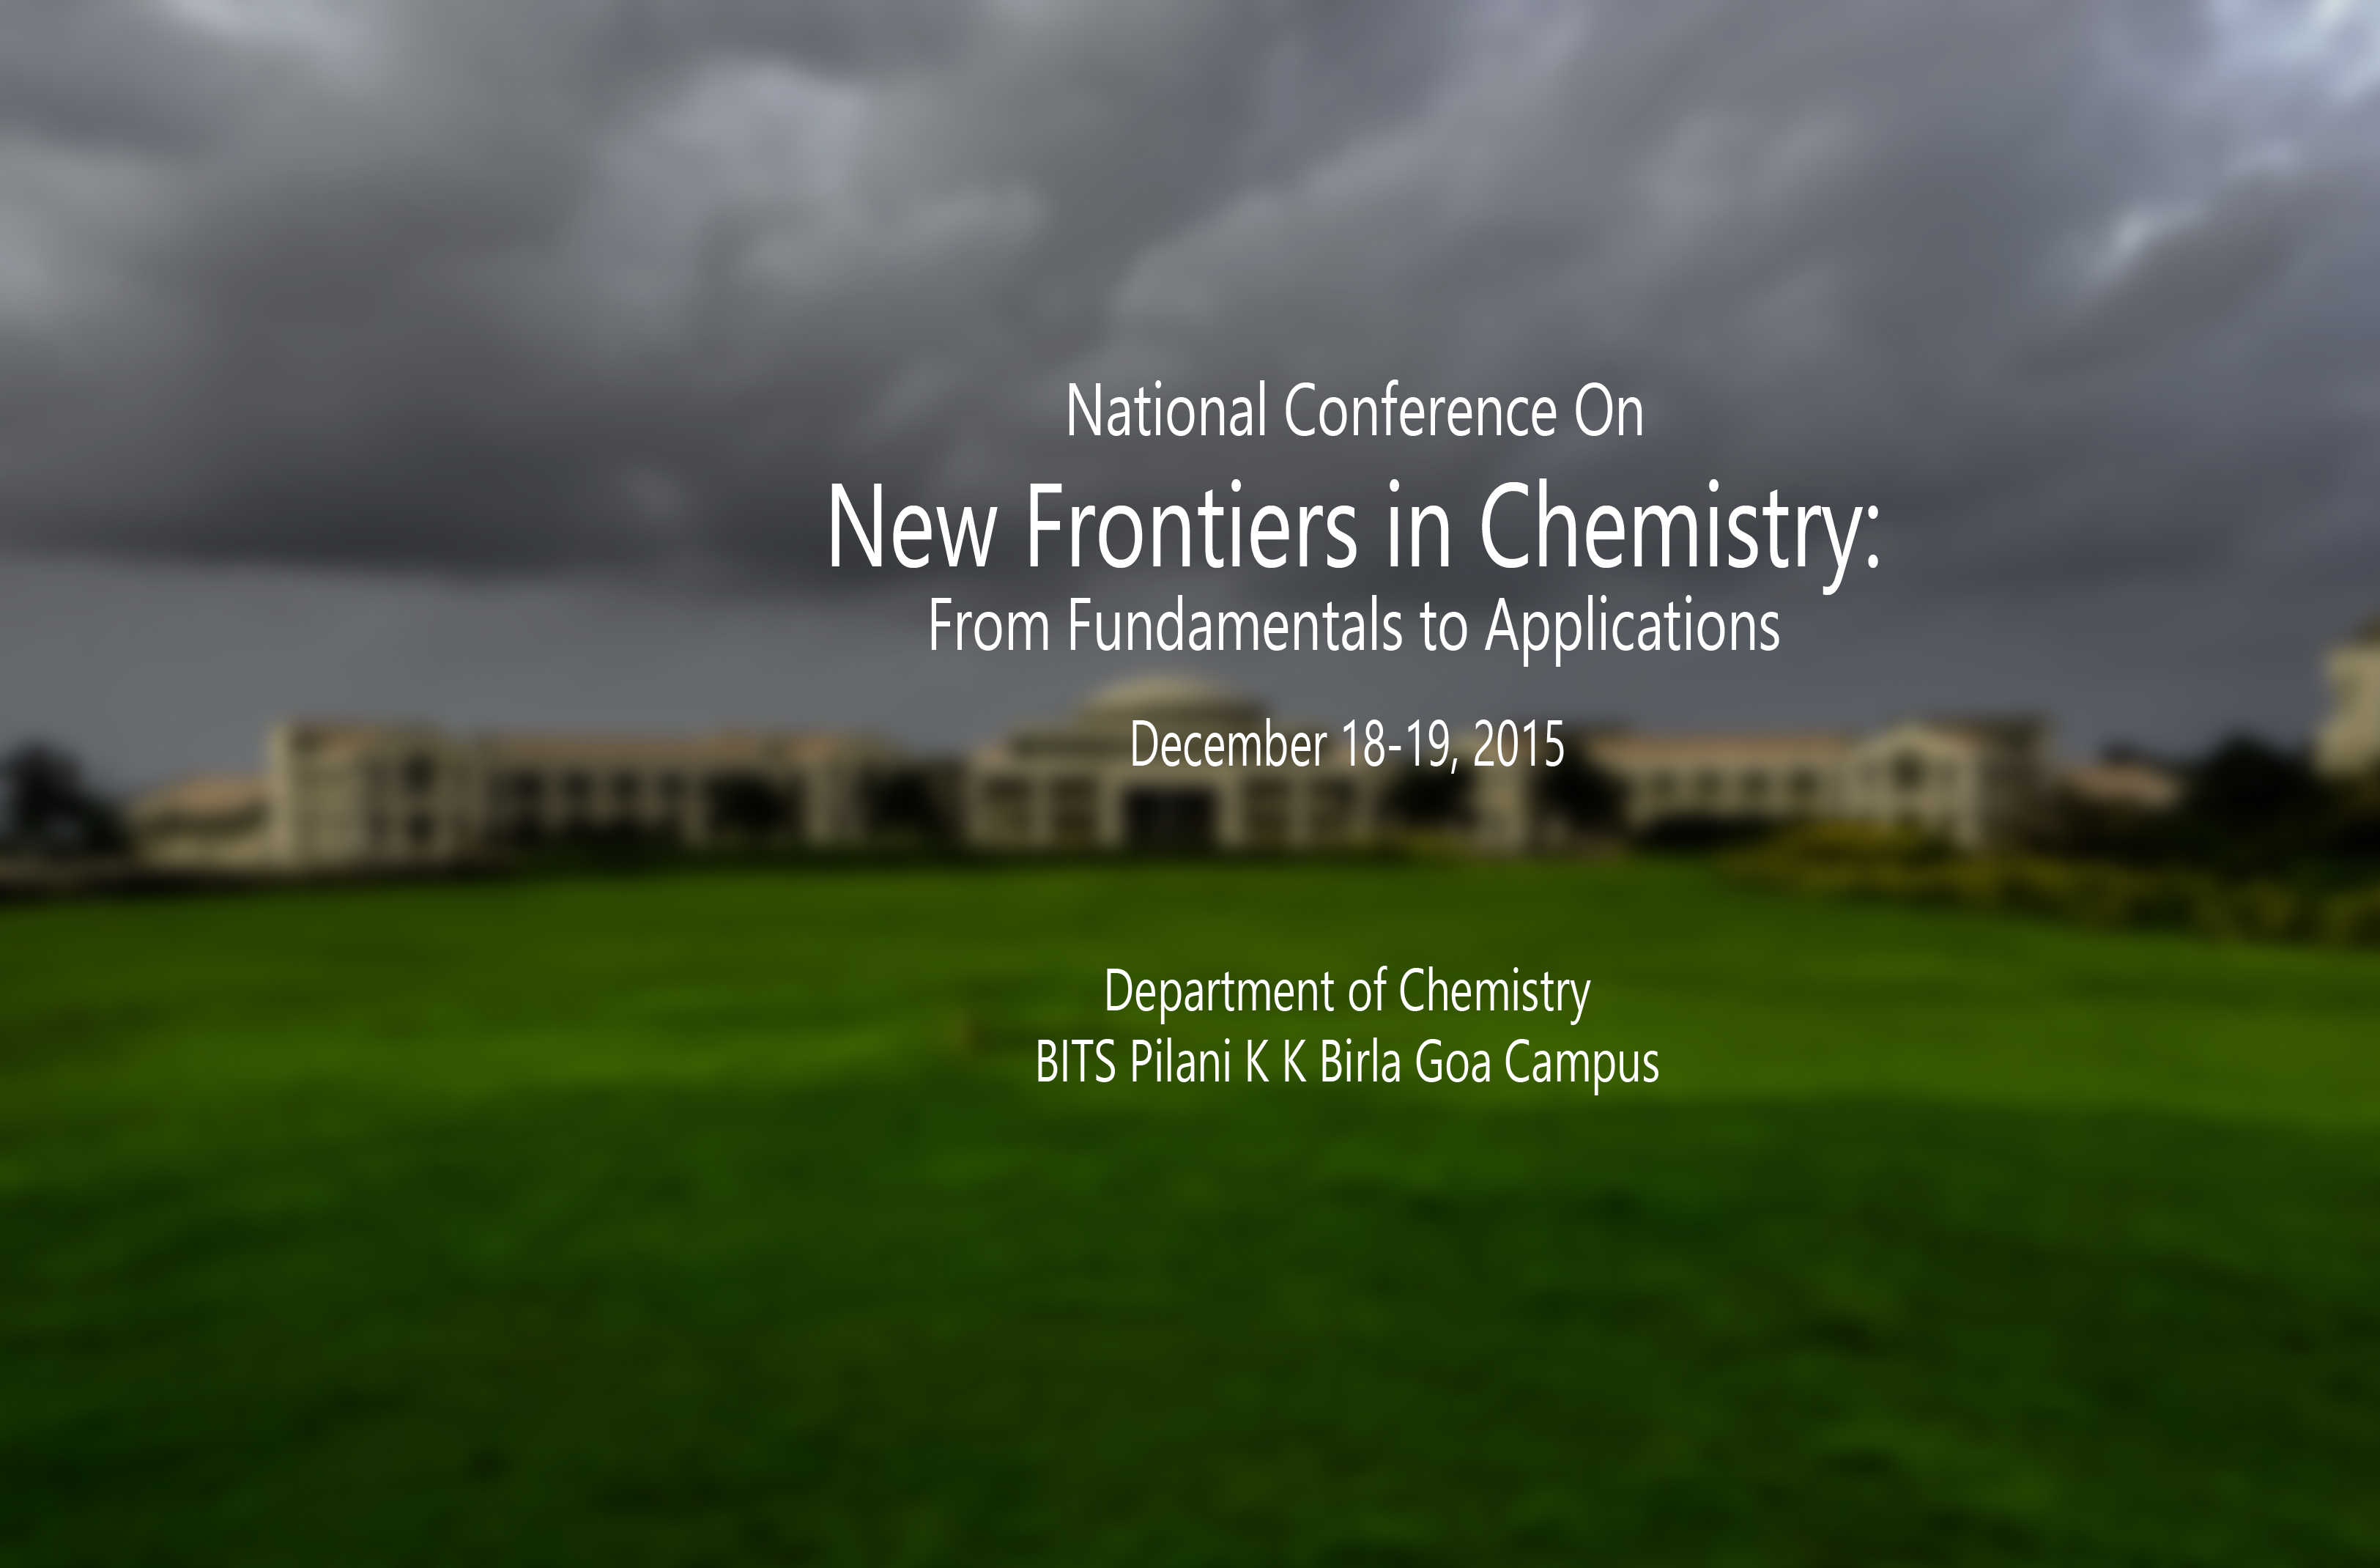 National Conference On
New Frontiers in Chemistry:
From Fundamentals to Applications
December 18-19, 2015
Department of Chemistry
BITS Pilani K K Birla Goa Campus